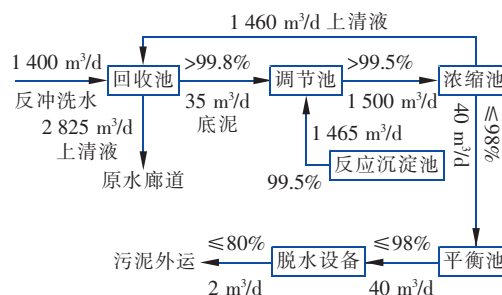 1 460 m³/d 上清液
1 400 m³/d
反冲洗水
回收池
>99.8%
35 m³/d
底泥
调节池
>99.5%
1 500 m³/d
浓缩池
2 825 m³/d
上清液
原水廊道
1 465 m³/d
99.5%
反应沉淀池
40 m³/d
≤98%
污泥外运
≤80%
2 m³/d
脱水设备
≤98%
40 m³/d
平衡池